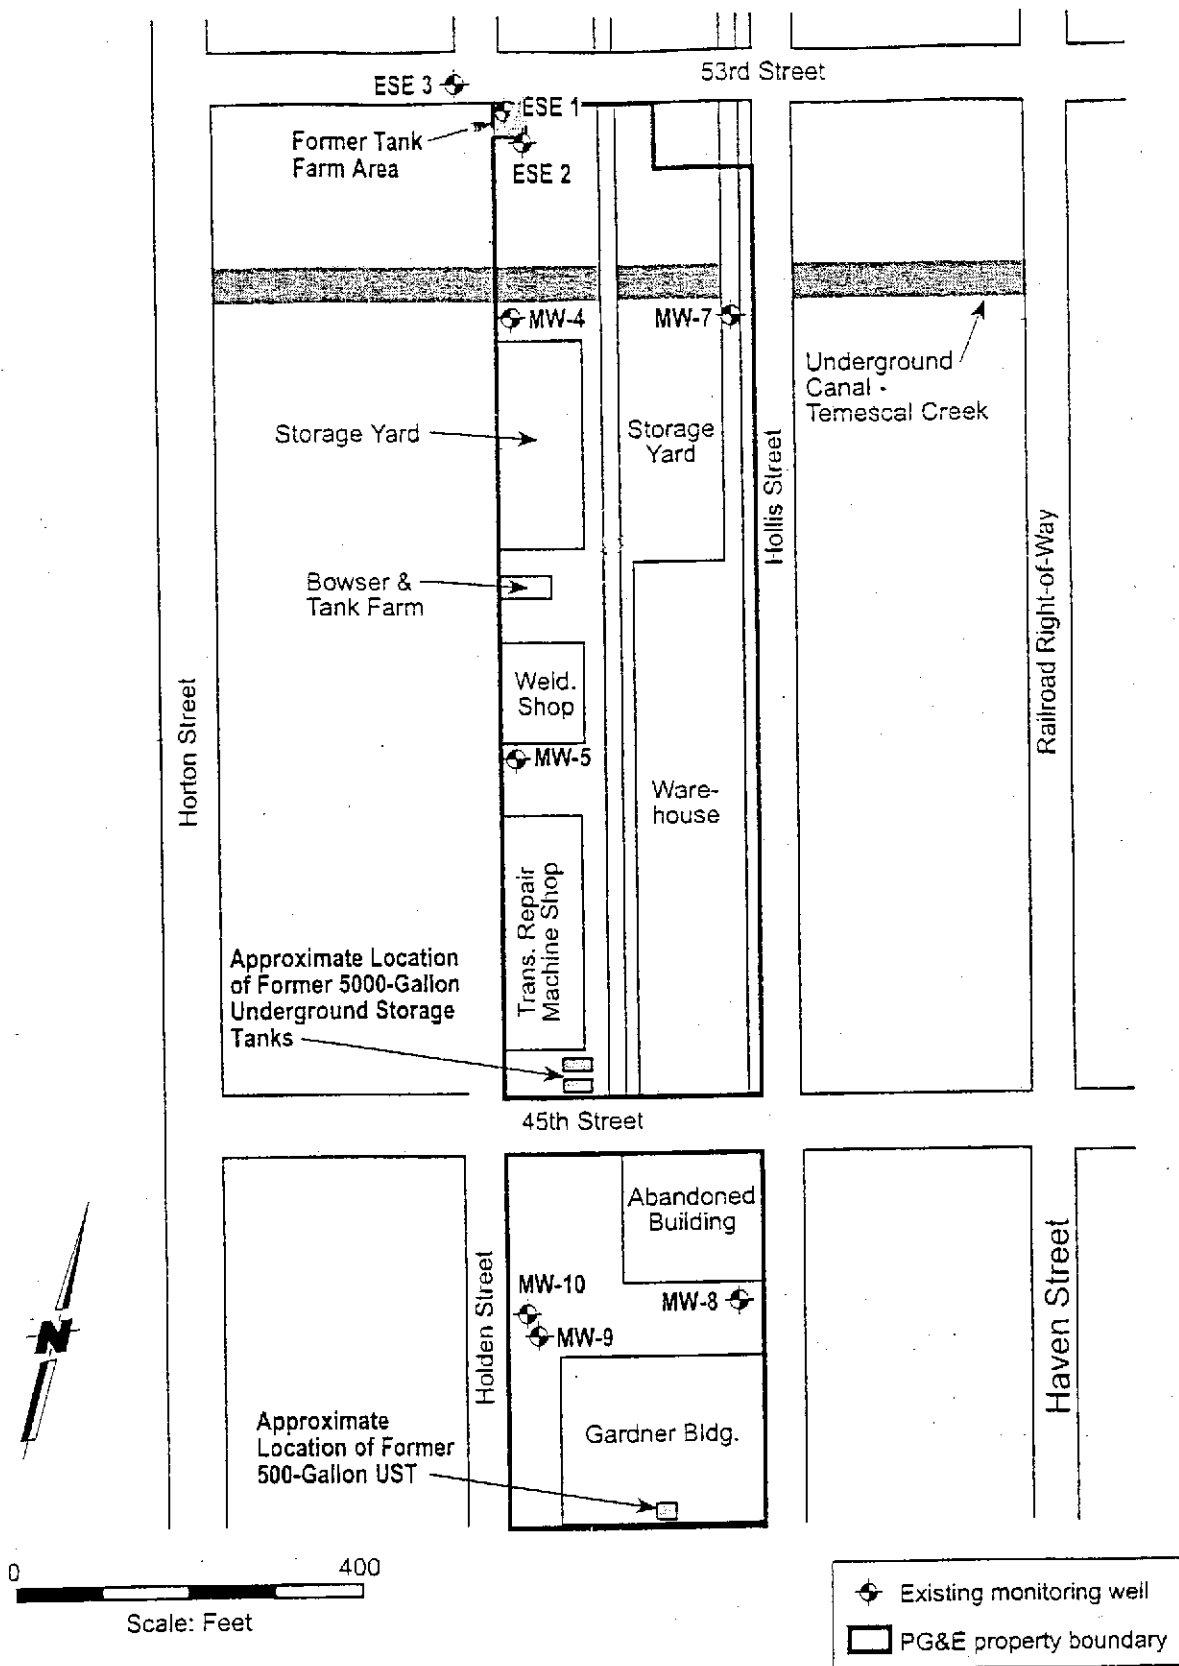 53rd Street
ESE 3
ESE 1
Former Tank
Farm Area
ESE 2
MW-4
MW-7
Underground
Canal -
Temescal Creek
Storage Yard
Storage
Yard
Hollis Street
Railroad Right-of-Way
Bowser &
Tank Farm
Weld.
Shop
Horton Street
MW-5
Ware-
house
Trans. Repair
Machine Shop
Approximate Location
of Former 5000-Gallon
Underground Storage
Tanks
45th Street
Abandoned
Building
Holden Street
MW-10
MW-8
MW-9
Haven Street
N
Approximate
Location of Former
500-Gallon UST
Gardner Bldg.
0 400
Scale: Feet
Existing monitoring well
PG&E property boundary